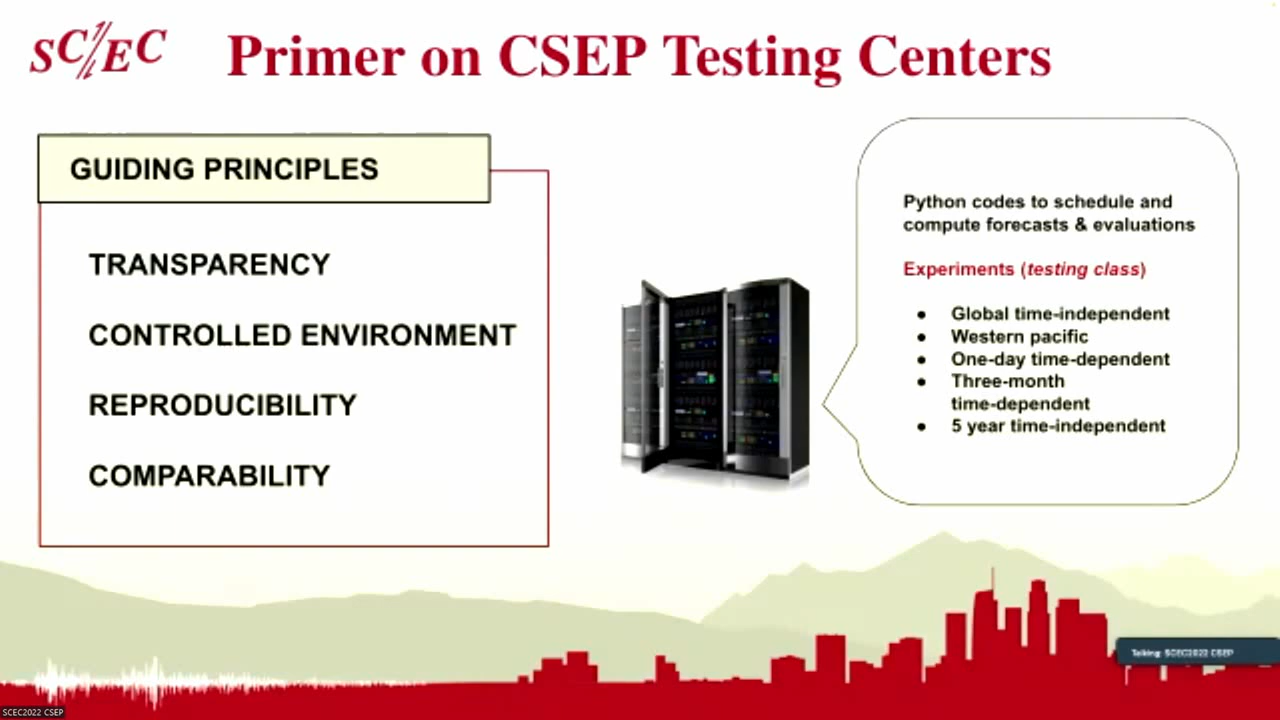 SC/EC
Primer on CSEP Testing Centers
GUIDING PRINCIPLES
TRANSPARENCY
CONTROLLED ENVIRONMENT
REPRODUCIBILITY
COMPARABILITY
Python codes to schedule and
compute forecasts & evaluations
Experiments (testing class)
● Global time-independent
● Western pacific
● One-day time-dependent
● Three-month
time-dependent
● 5 year time-independent
Talking: SCEC2022 CSEP
SCEC2022 CSEP